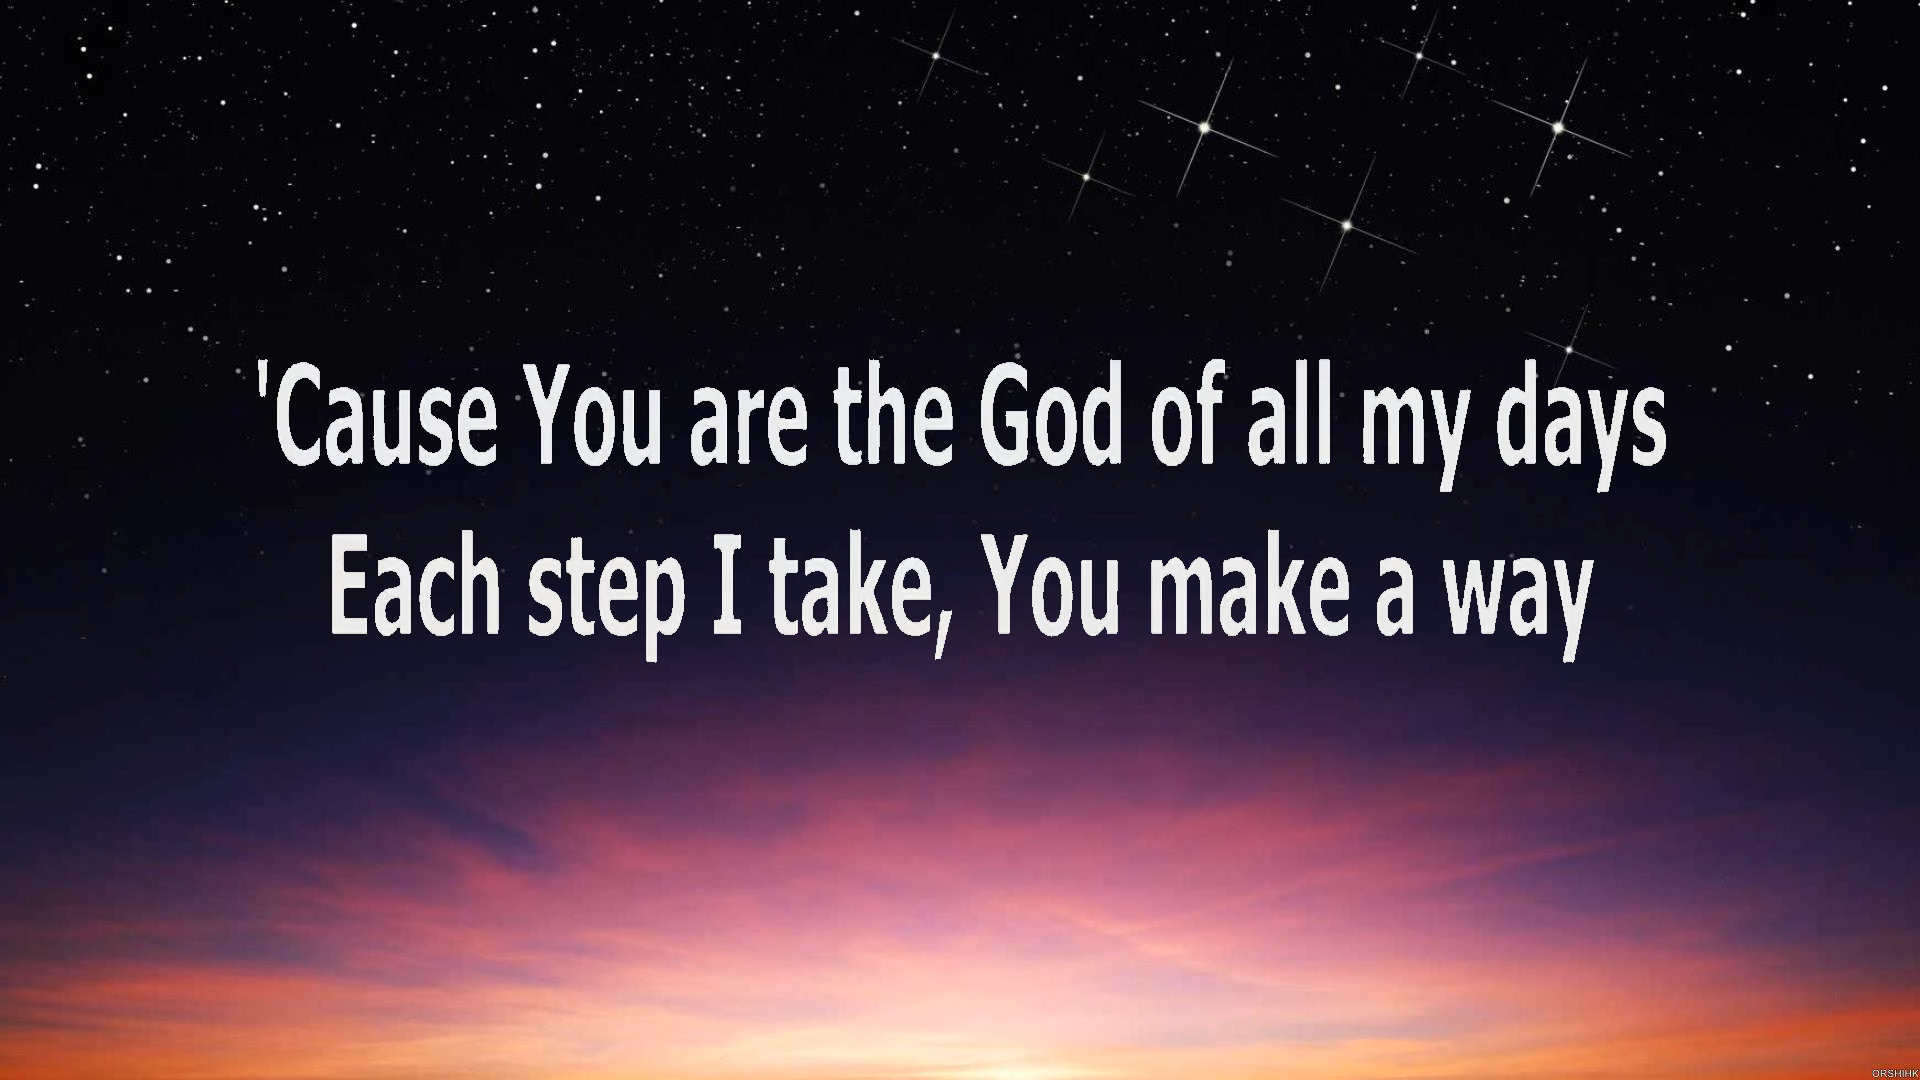 'Cause You are the God of all my days
Each step I take, You make a way
ORSHIHK